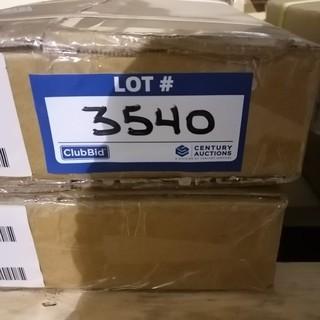 LOT #
3540
ClubBid
CENTURY
AUCTIONS